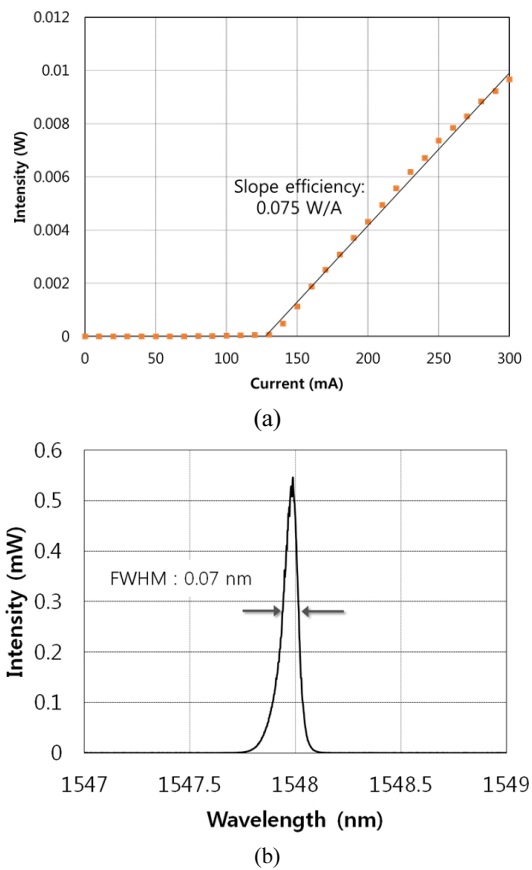 0.012
0.01
0.008
0.006
0.004
0.002
0
Intensity (W)
Slope efficiency:
0.075 W/A
0 50 100 150 200 250 300
Current (mA)
(a)
0.6
0.5
0.4
0.3
0.2
0.1
0
Intensity (mW)
FWHM : 0.07 nm
1547 1547.5 1548 1548.5 1549
Wavelength (nm)
(b)